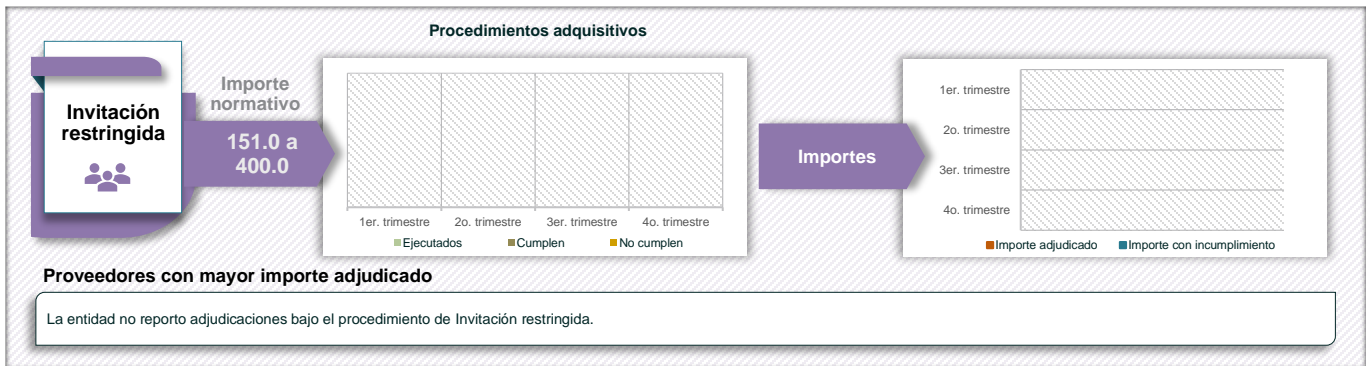 Procedimientos adquisitivos
Invitación
restringida
Importe
normativo
151.0 a
400.0
1er. trimestre 2o. trimestre 3er. trimestre 4o. trimestre
Ejecutados Cumplen No cumplen
Importes
1er. trimestre
2o. trimestre
3er. trimestre
4o. trimestre
Importe adjudicado Importe con incumplimiento
Proveedores con mayor importe adjudicado
La entidad no reporto adjudicaciones bajo el procedimiento de Invitación restringida.